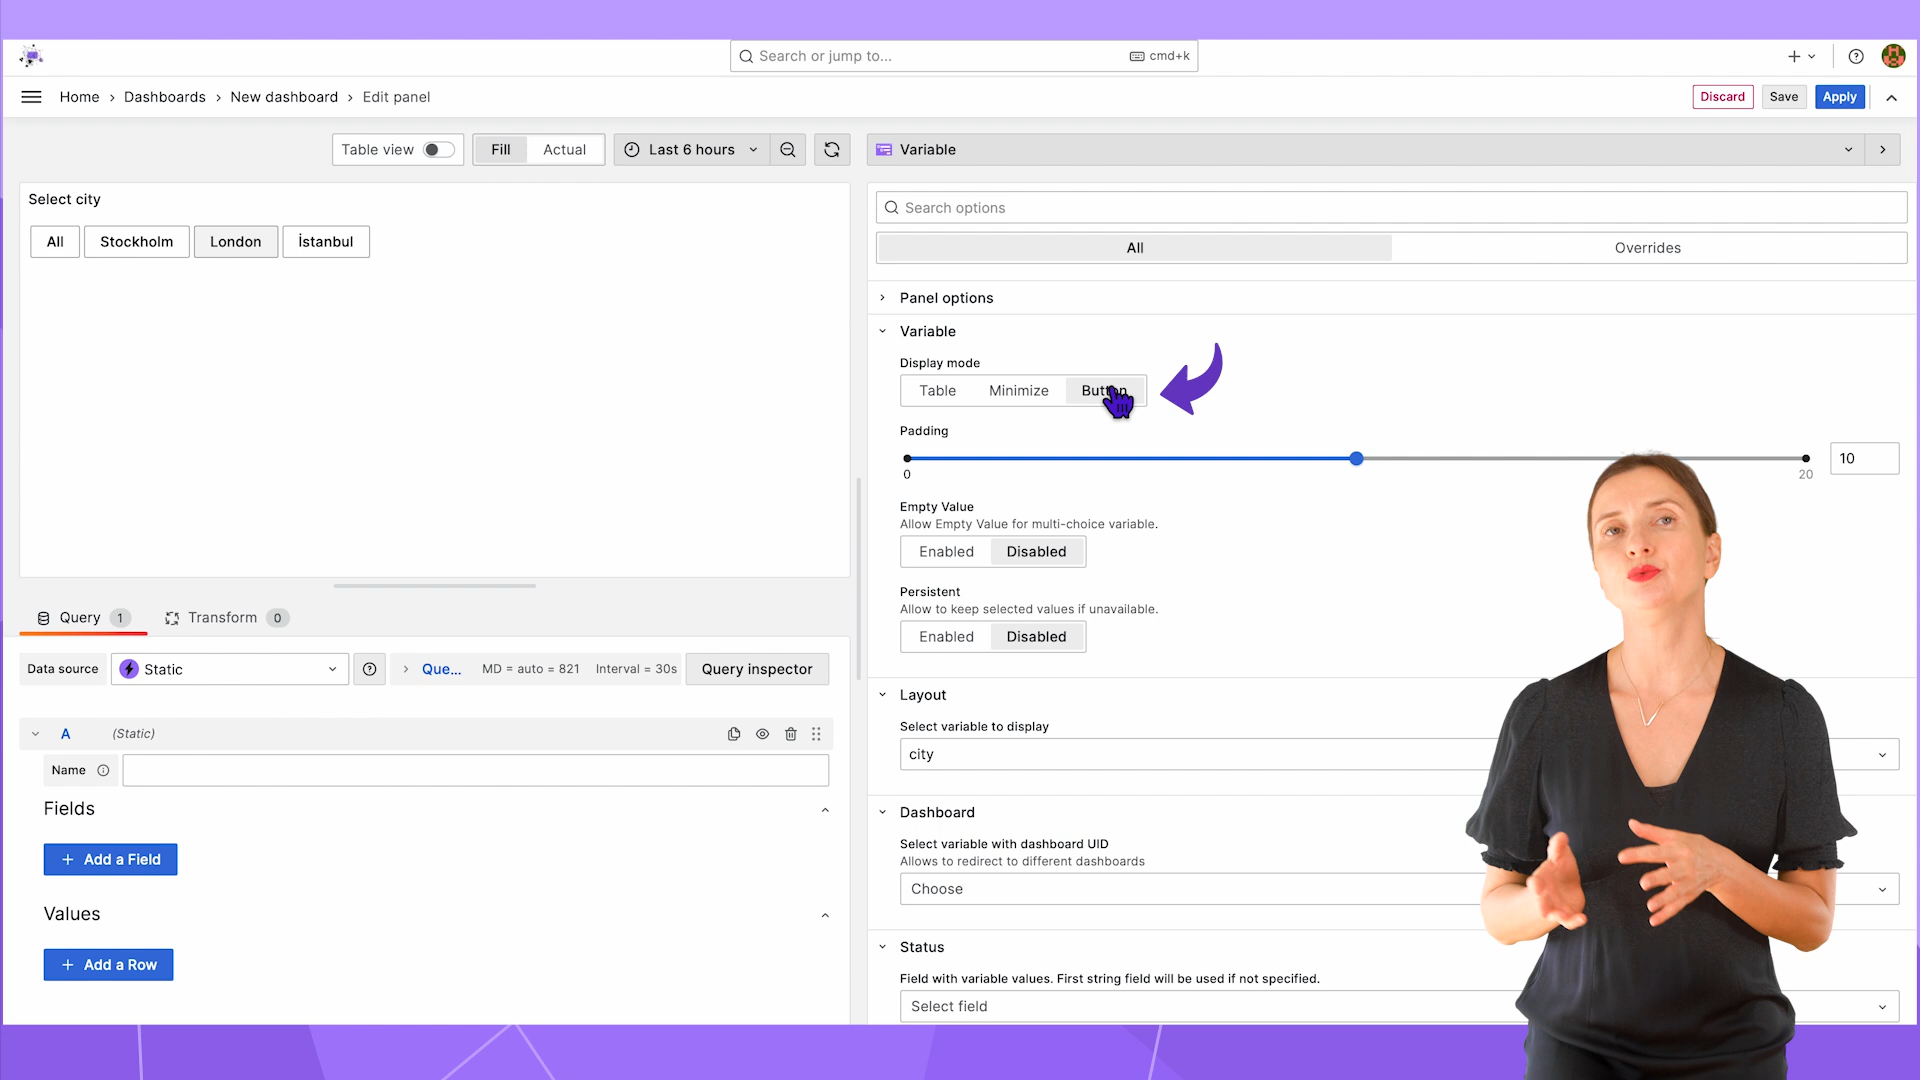 Search or jump to...
cmd+k
Home
Dashboards
New dashboard
Edit panel
Discard
Save
Apply
Table view
Fill
Actual
Last 6 hours
Variable
Select city
All
Stockholm
London
İstanbul
Search options
All
Overrides
Panel options
Variable
Display mode
Table
Minimize
Button
Padding
0
20
10
Empty Value
Allow Empty Value for multi-choice variable.
Enabled
Disabled
Persistent
Allow to keep selected values if unavailable.
Enabled
Disabled
Query
1
Transform
0
Data source
Static
Que...
MD = auto = 821
Interval = 30s
Query inspector
A
(Static)
Name
Fields
Add a Field
Values
Add a Row
Layout
Select variable to display
city
Dashboard
Select variable with dashboard UID
Allows to redirect to different dashboards
Choose
Status
Field with variable values. First string field will be used if not specified.
Select field